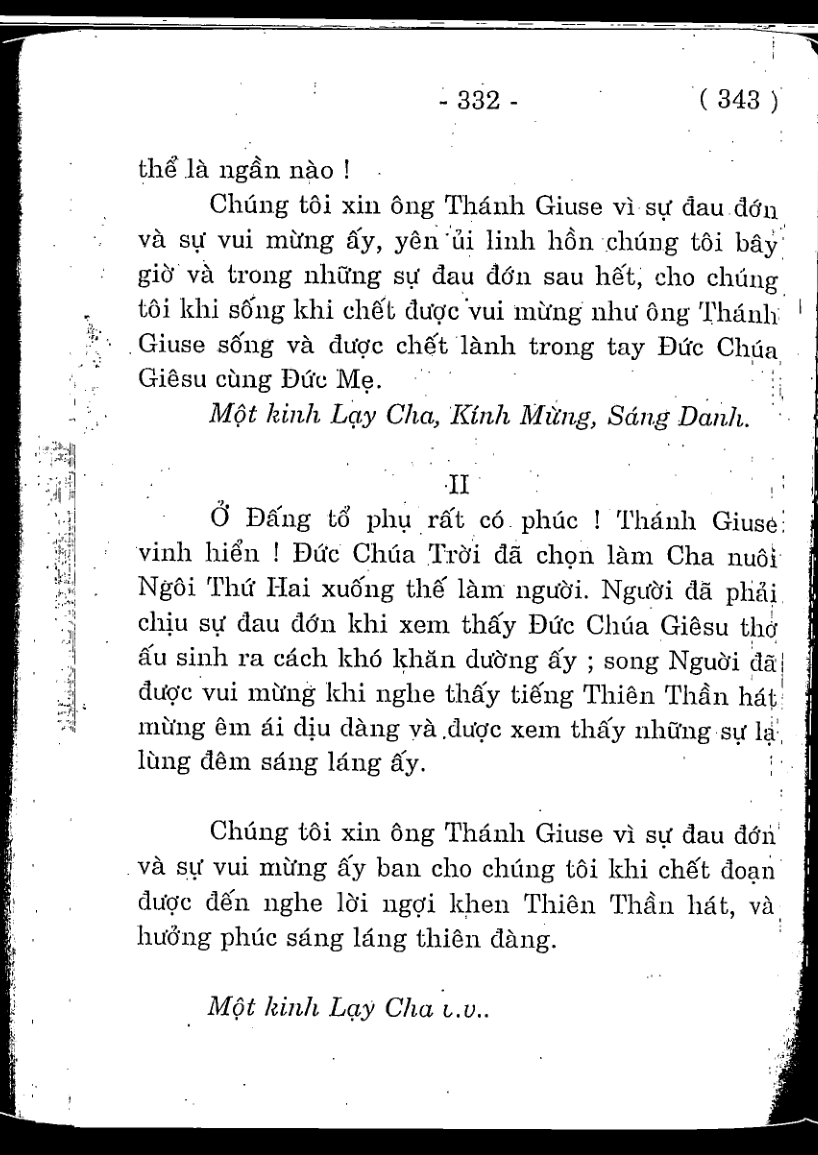 - 332 - ( 343 )
thể là ngần nào !
Chúng tôi xin ông Thánh Giuse vì sự đau đớn
và sự vui mừng ấy, yên ủi linh hồn chúng tôi bây
giờ và trong những sự đau đớn sau hết, cho chúng
tôi khi sống khi chết được vui mừng như ông Thánh
Giuse sống và được chết lành trong tay Đức Chúa
Giêsu cùng Đức Mẹ.
Một kinh Lạy Cha, Kính Mừng, Sáng Danh.
II
Ở Đấng tổ phụ rất có phúc ! Thánh Giuse
vinh hiển ! Đức Chúa Trời đã chọn làm Cha nuôi
Ngôi Thứ Hai xuống thế làm người. Người đã phải
chịu sự đau đớn khi xem thấy Đức Chúa Giêsu thơ
ấu sinh ra cách khó khăn dường ấy ; song Nguời đã
được vui mừng khi nghe thấy tiếng Thiên Thần hát
mừng êm ái dịu dàng và được xem thấy những sự lạ
lùng đêm sáng láng ấy.
Chúng tôi xin ông Thánh Giuse vì sự đau đớn
và sự vui mừng ấy ban cho chúng tôi khi chết đoạn
được đến nghe lời ngợi khen Thiên Thần hát, và
hưởng phúc sáng láng thiên đàng.
Một kinh Lạy Cha v.v..